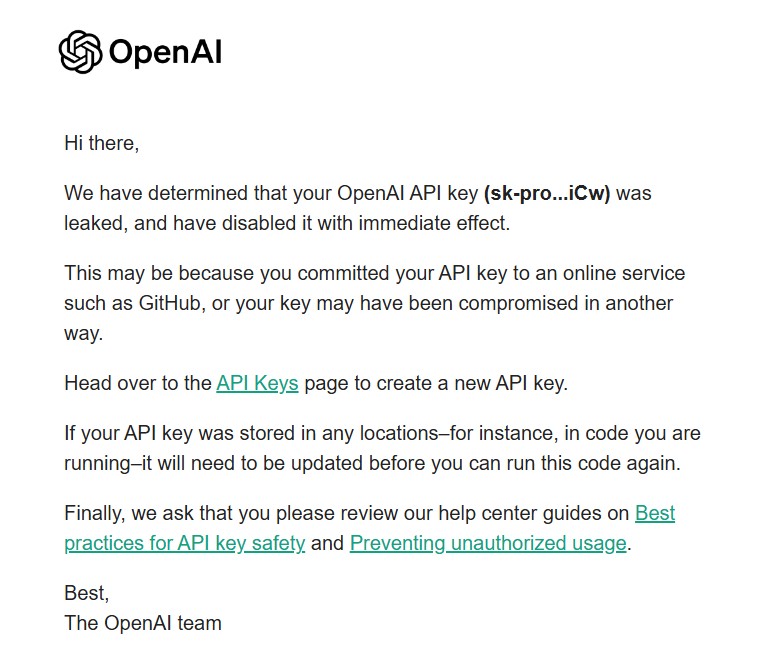 OpenAI
Hi there,
We have determined that your OpenAI API key (sk-pro...iCw) was
leaked, and have disabled it with immediate effect.
This may be because you committed your API key to an online service
such as GitHub, or your key may have been compromised in another
way.
Head over to the API Keys page to create a new API key.
If your API key was stored in any locations–for instance, in code you are
running–it will need to be updated before you can run this code again.
Finally, we ask that you please review our help center guides on Best
practices for API key safety and Preventing unauthorized usage.
Best,
The OpenAI team